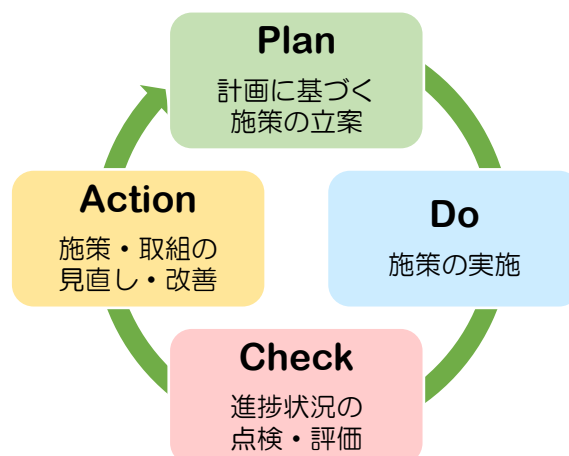 Plan
計画に基づく
施策の立案
Do
施策の実施
Check
進捗状況の
点検・評価
Action
施策・取組の
見直し・改善